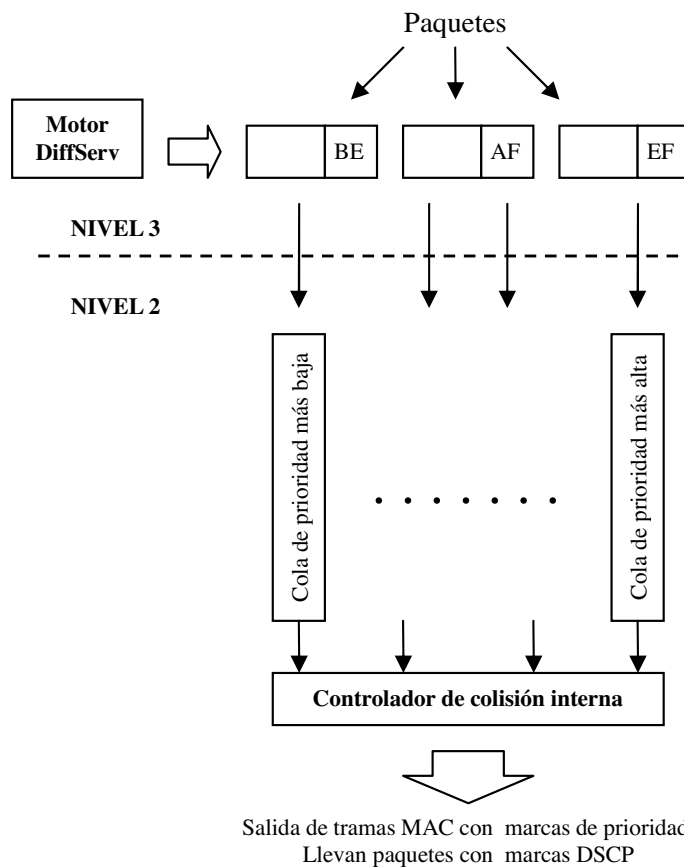 Paquetes
Motor
DiffServ
BE
AF
EF
NIVEL 3
NIVEL 2
Cola de prioridad más baja
Cola de prioridad más alta
Controlador de colisión interna
Salida de tramas MAC con marcas de prioridad
Llevan paquetes con marcas DSCP